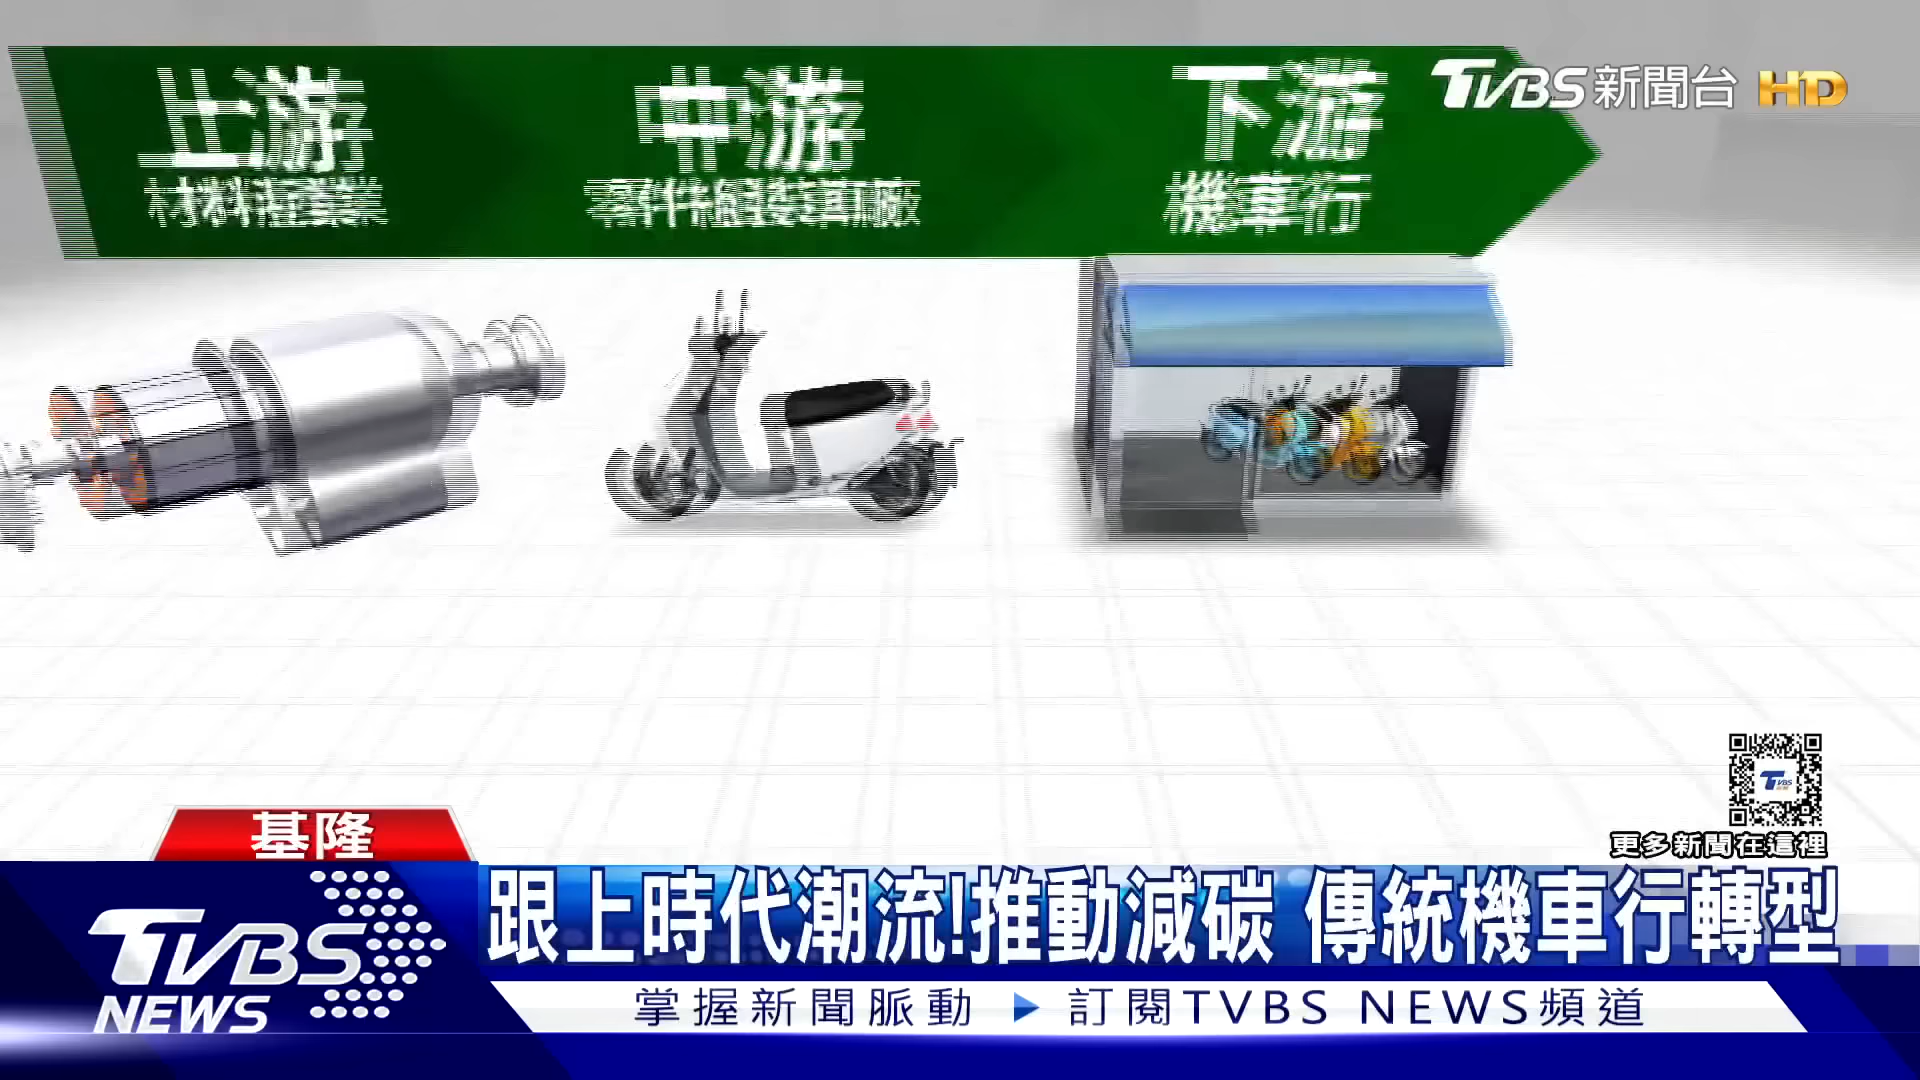 上游
中游
下游
TVBS新聞台 HD
材料產業
零件組裝車廠
機車行
TVBS
更多新聞在這裡
基隆
跟上時代潮流!推動減碳 傳統機車行轉型
TVBS
NEWS
掌握新聞脈動 ▶ 訂閱TVBS NEWS頻道